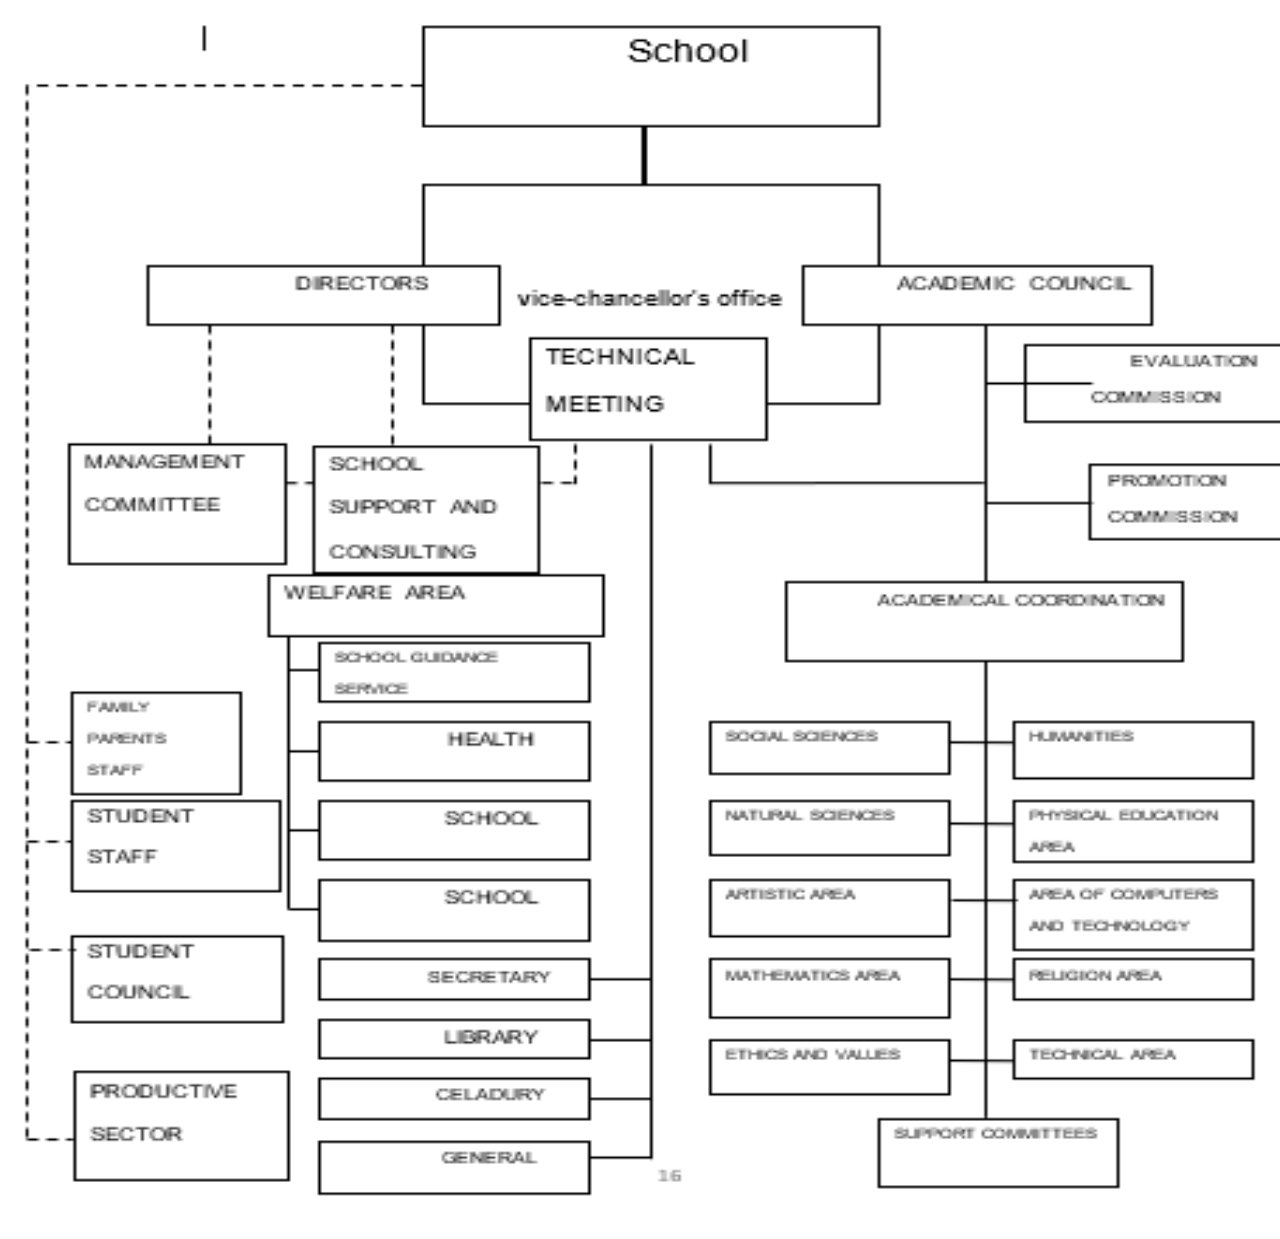 School
DIRECTORS
vice-chancellor's office
ACADEMIC COUNCIL
TECHNICAL
MEETING
EVALUATION
COMMISSION
MANAGEMENT
COMMITTEE
SCHOOL
SUPPORT AND
CONSULTING
PROMOTION
COMMISSION
WELFARE AREA
ACADEMICAL COORDINATION
SCHOOL GUIDANCE
SERVICE
FAMILY
PARENTS
STAFF
HEALTH
SOCIAL SCIENCES
HUMANITIES
STUDENT
STAFF
SCHOOL
NATURAL SCIENCES
PHYSICAL EDUCATION
AREA
SCHOOL
ARTISTIC AREA
AREA OF COMPUTERS
AND TECHNOLOGY
STUDENT
COUNCIL
SECRETARY
MATHEMATICS AREA
RELIGION AREA
LIBRARY
ETHICS AND VALUES
TECHNICAL AREA
PRODUCTIVE
SECTOR
CELADURY
GENERAL
SUPPORT COMMITTEES
16